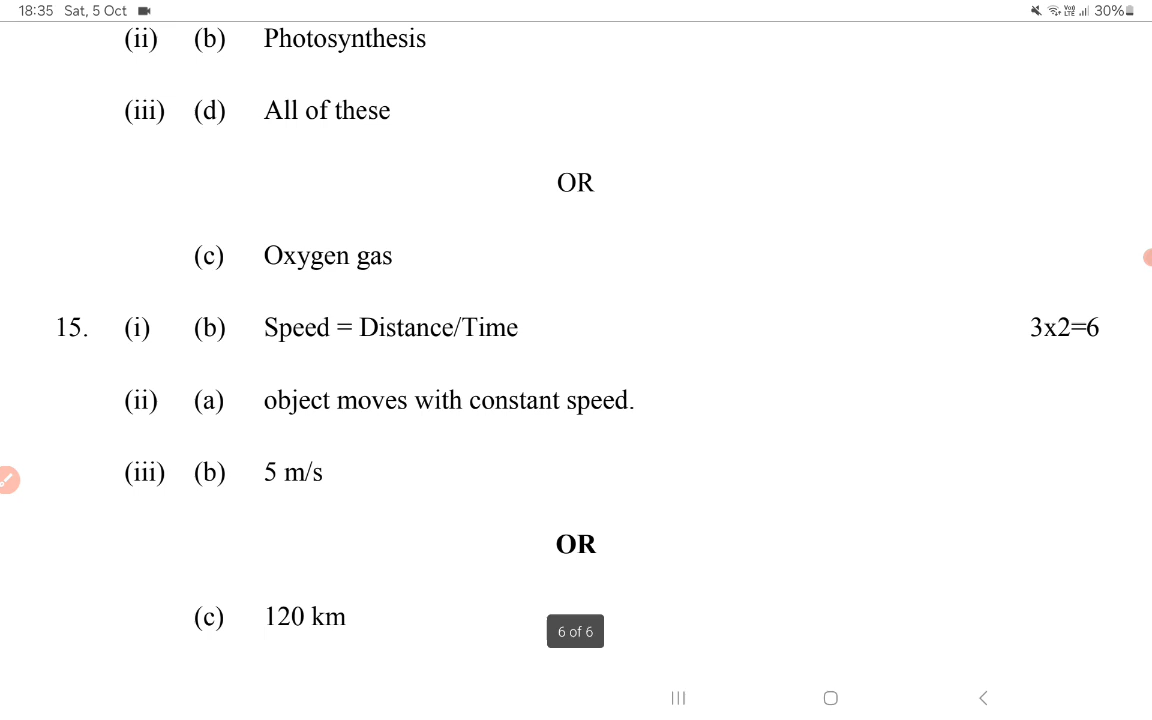 18:35 Sat, 5 Oct 30%
(ii) (b) Photosynthesis
(iii) (d) All of these
OR
(c) Oxygen gas
15. (i) (b) Speed = Distance/Time 3x2=6
(ii) (a) object moves with constant speed.
(iii) (b) 5 m/s
OR
(c) 120 km
6 of 6